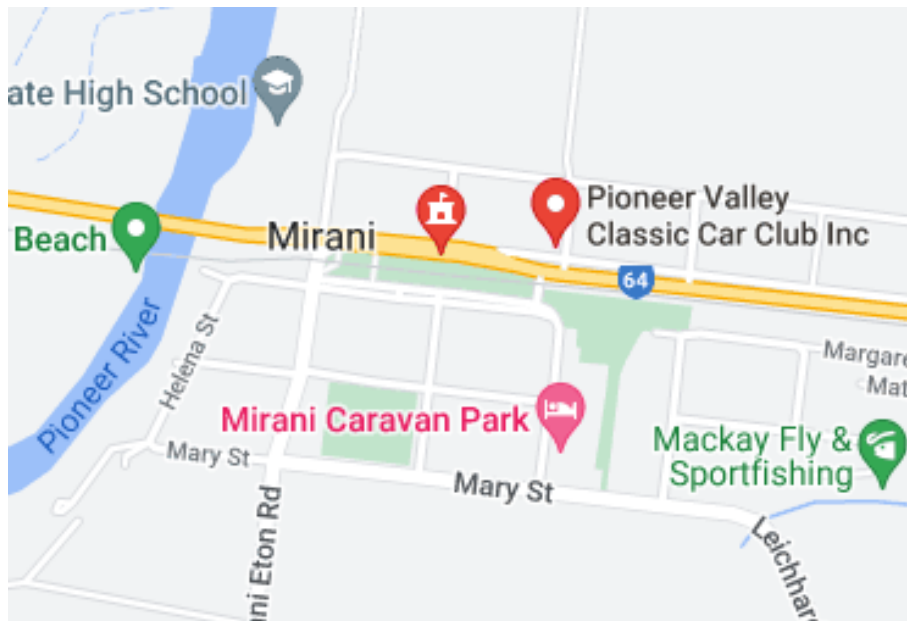 ate High School
Pioneer Valley
Classic Car Club Inc
Mirani
Beach
64
Pioneer River
Helena St
Margare
Mat
Mirani Caravan Park
Mary St
Mackay Fly &
Sportfishing
Mary St
ni Eton Rd
Leichhar